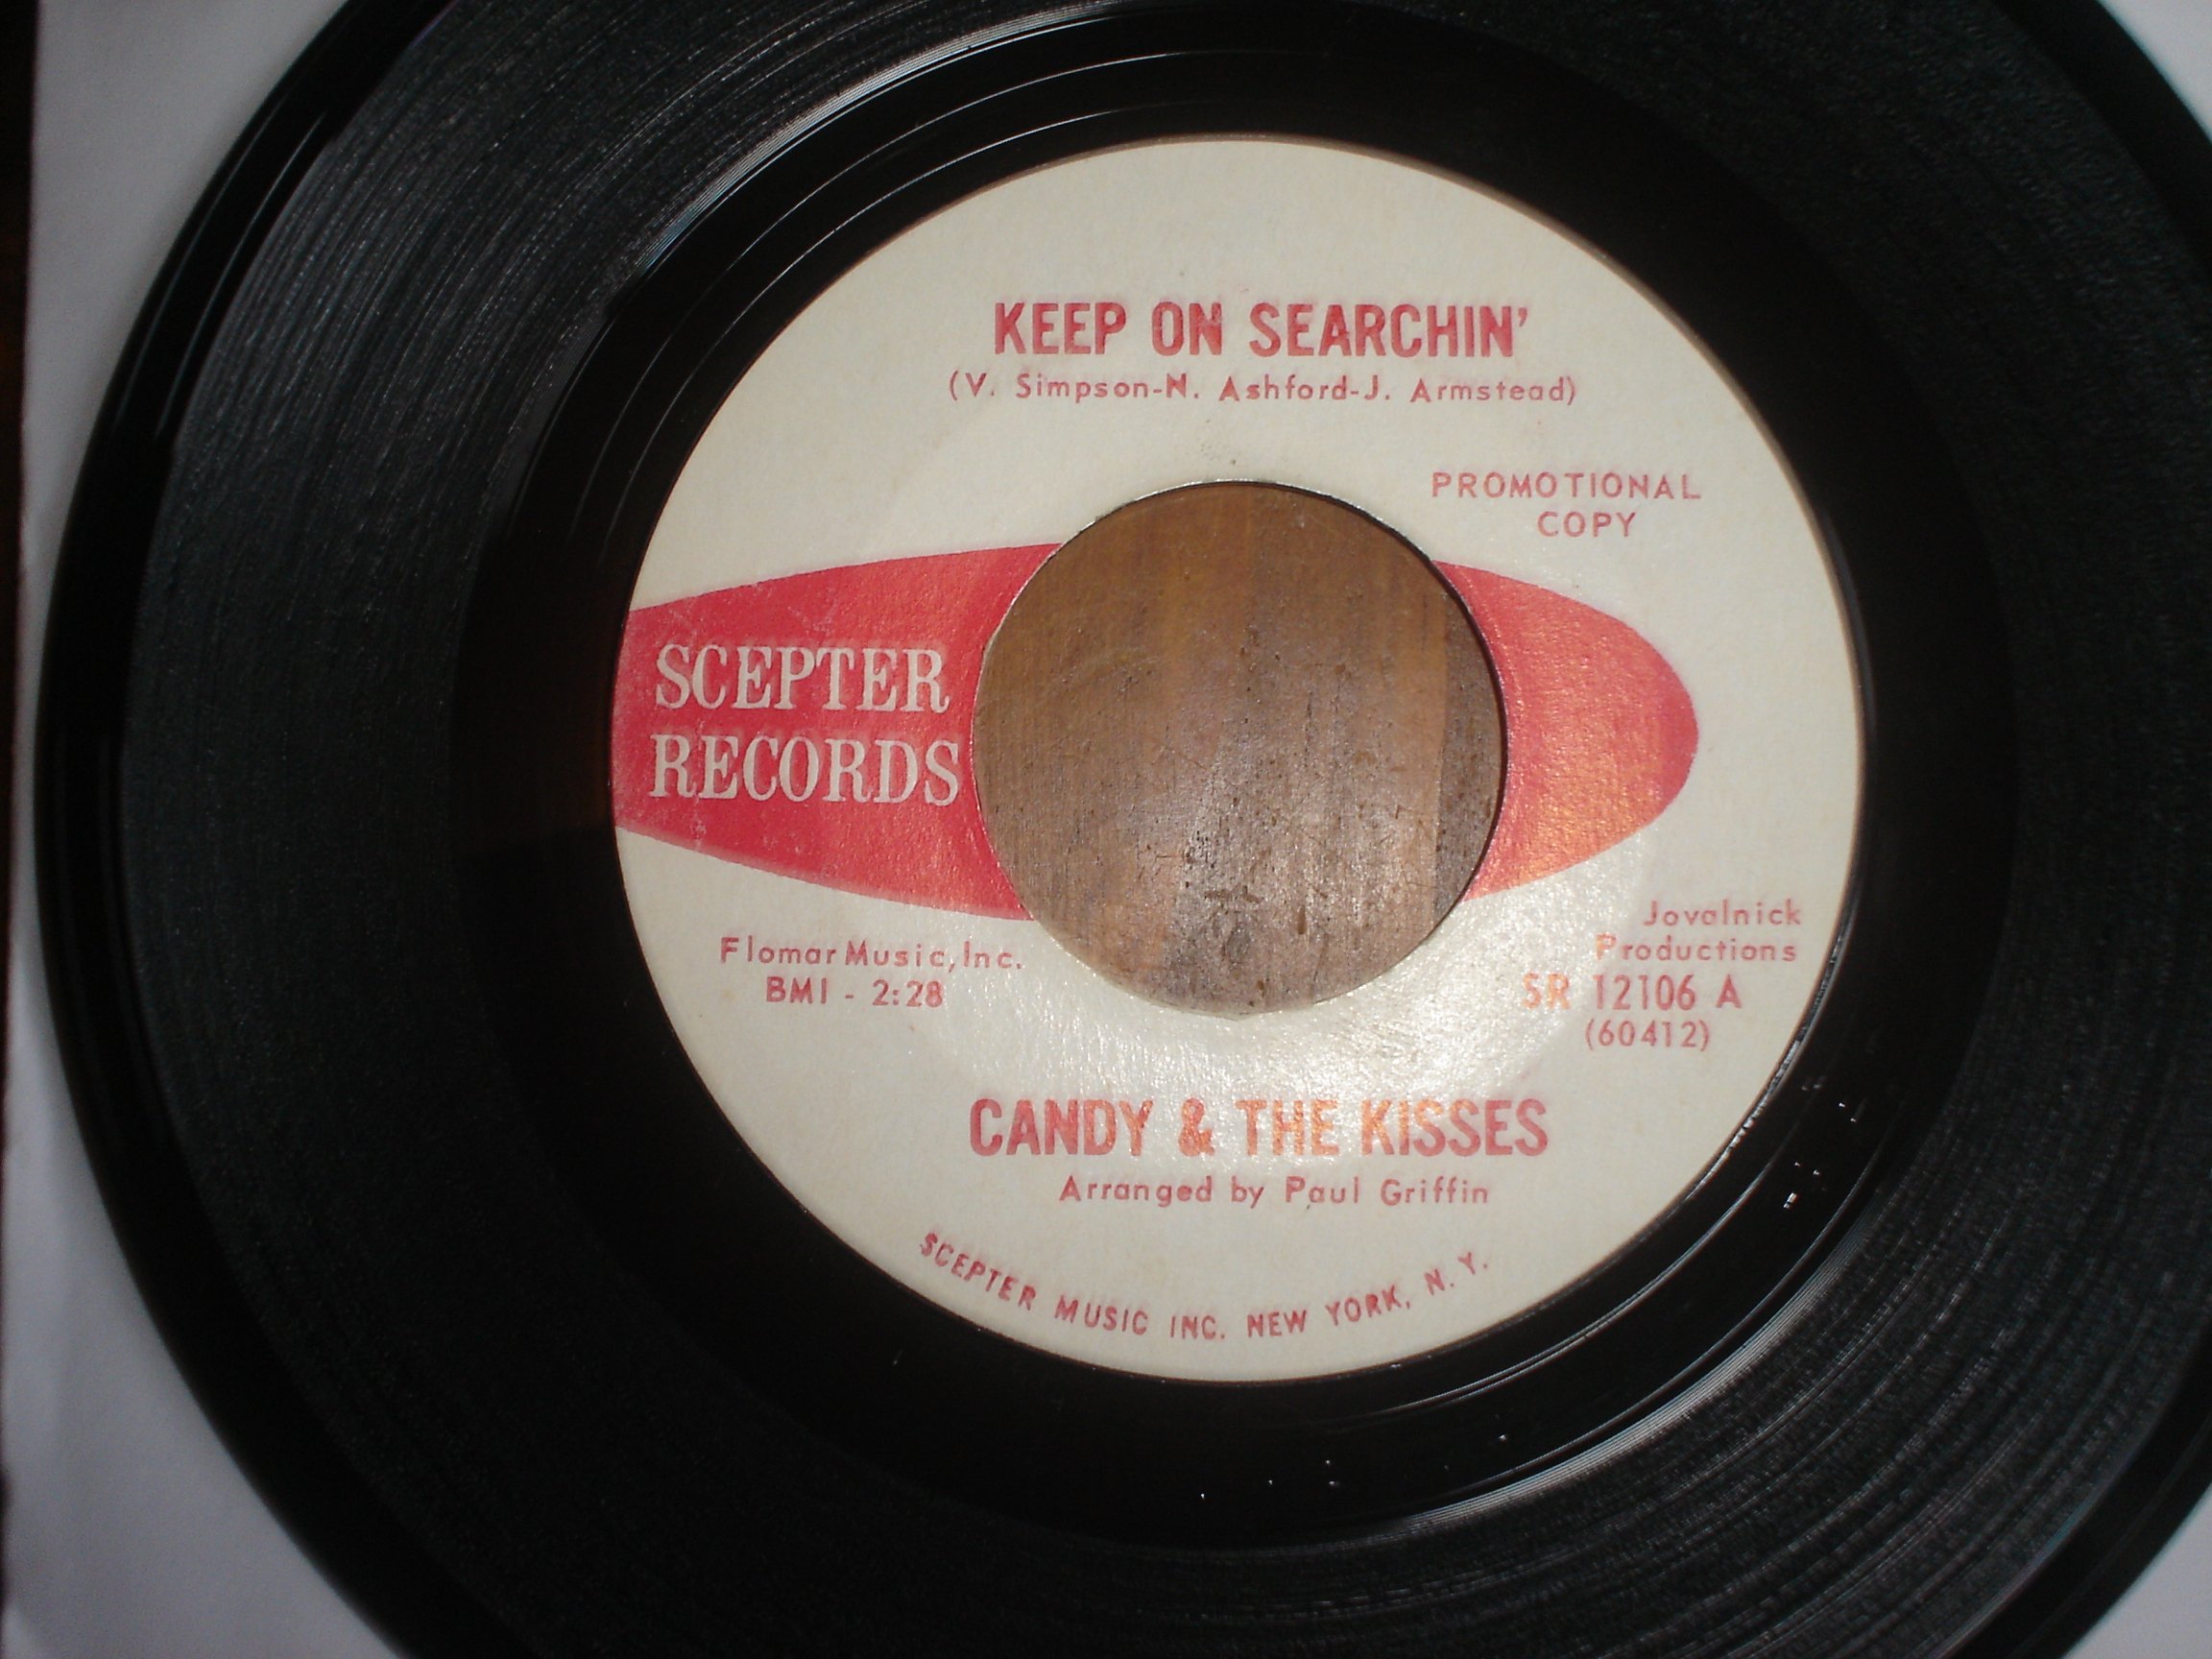 KEEP ON SEARCHIN'
(V. Simpson-N. Ashford-J. Armstead)
PROMOTIONAL
COPY
SCEPTER
RECORDS
Flomar Music, Inc.
BMI - 2:28
Jovalnick
Productions
SR 12106 A
(60412)
CANDY & THE KISSES
Arranged by Paul Griffin
SCEPTER MUSIC INC. NEW YORK, N. Y.